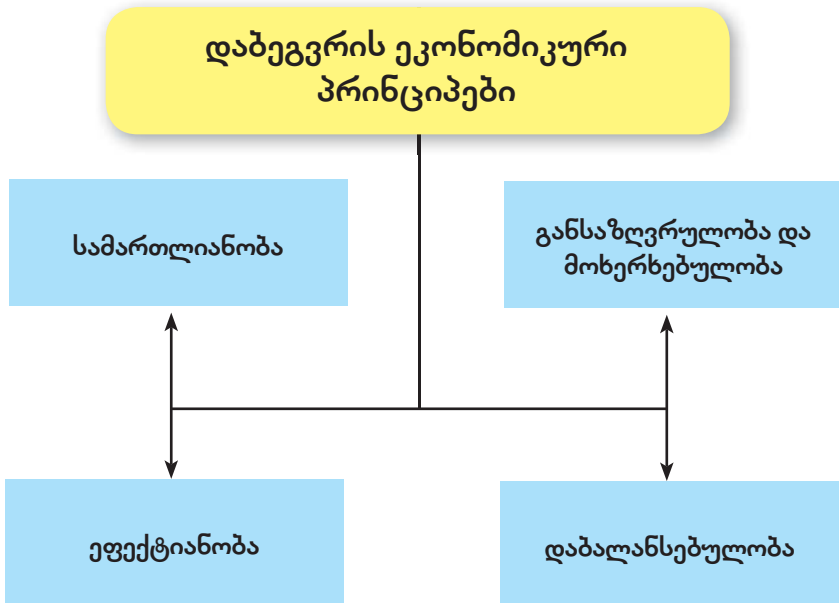 დაბეგვრის ეკონომიკური
პრინციპები
სამართლიანობა
განსაზღვრულობა და
მოხერხებულობა
ეფექტიანობა
დაბალანსებულობა